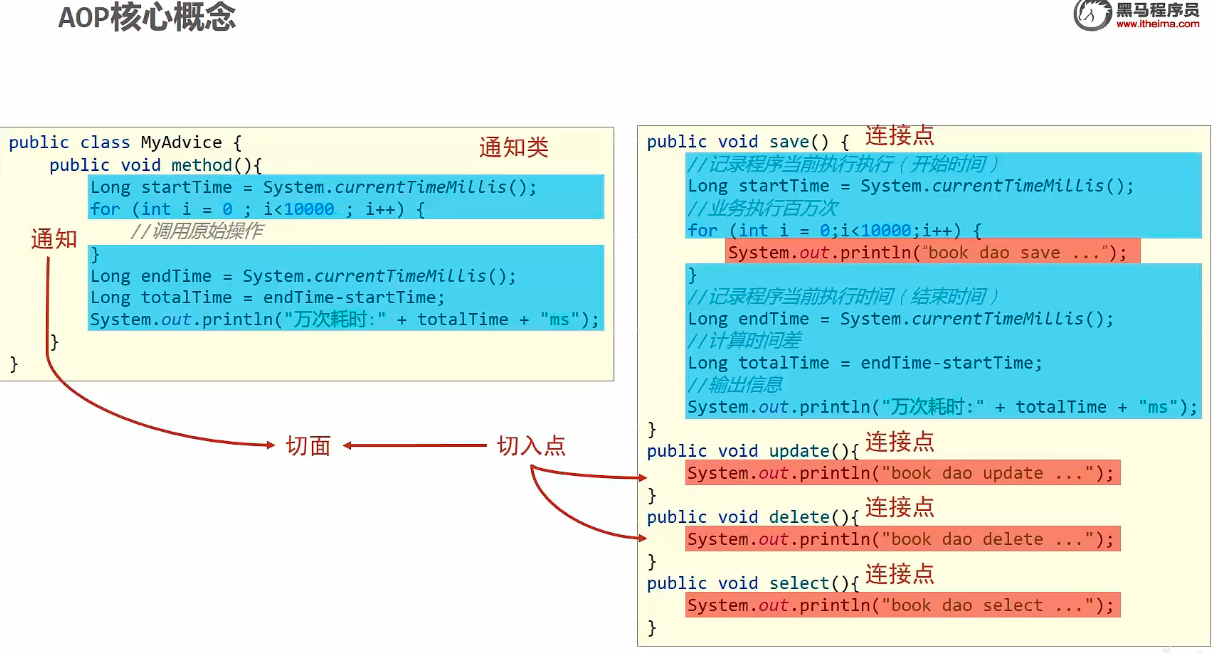 AOP核心概念
黑马程序员
www.itheima.com
public class MyAdvice {
通知类
public void method(){
Long startTime = System.currentTimeMillis();
for (int i = 0 ; i<10000 ; i++) {
//调用原始操作
通知
}
Long endTime = System.currentTimeMillis();
Long totalTime = endTime-startTime;
System.out.println("万次耗时:" + totalTime + "ms");
}
}
切面
切入点
public void save() {
连接点
//记录程序当前执行执行（开始时间）
Long startTime = System.currentTimeMillis();
//业务执行百万次
for (int i = 0;i<10000;i++) {
System.out.println(“book dao save ...”);
}
//记录程序当前执行时间（结束时间）
Long endTime = System.currentTimeMillis();
//计算时间差
Long totalTime = endTime-startTime;
//输出信息
System.out.println("万次耗时:" + totalTime + "ms");
}
public void update(){
连接点
System.out.println("book dao update ...");
}
public void delete(){
连接点
System.out.println("book dao delete ...");
}
public void select(){
连接点
System.out.println("book dao select ...");
}